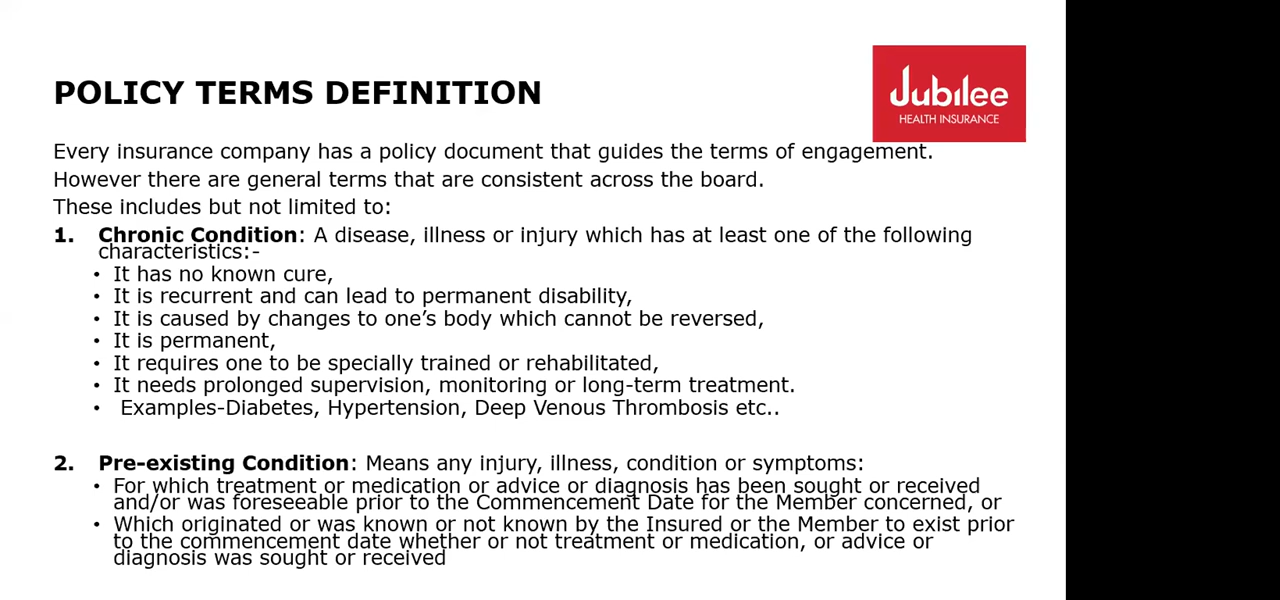 POLICY TERMS DEFINITION
Jubilee
HEALTH INSURANCE
Every insurance company has a policy document that guides the terms of engagement.
However there are general terms that are consistent across the board.
These includes but not limited to:
1. Chronic Condition: A disease, illness or injury which has at least one of the following
characteristics:-
• It has no known cure,
• It is recurrent and can lead to permanent disability,
• It is caused by changes to one’s body which cannot be reversed,
• It is permanent,
• It requires one to be specially trained or rehabilitated,
• It needs prolonged supervision, monitoring or long-term treatment.
• Examples-Diabetes, Hypertension, Deep Venous Thrombosis etc..
2. Pre-existing Condition: Means any injury, illness, condition or symptoms:
• For which treatment or medication or advice or diagnosis has been sought or received
and/or was foreseeable prior to the Commencement Date for the Member concerned, or
• Which originated or was known or not known by the Insured or the Member to exist prior
to the commencement date whether or not treatment or medication, or advice or
diagnosis was sought or received